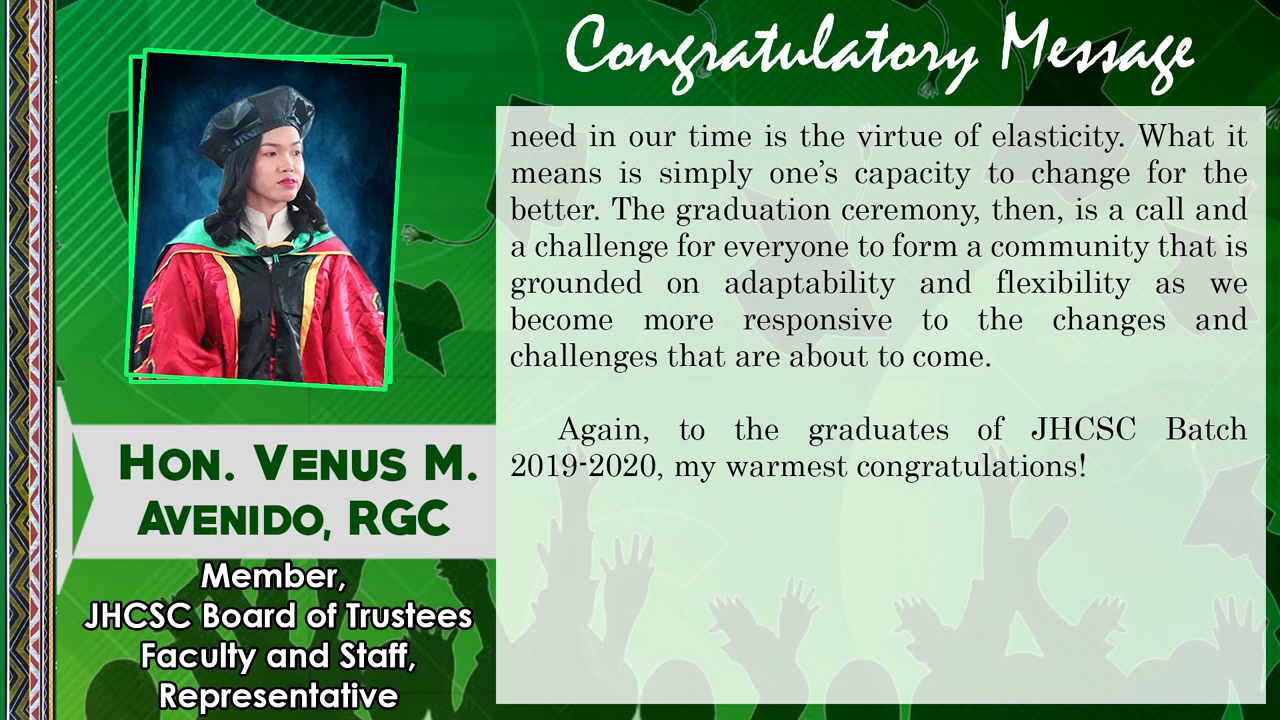 Congratulatory Message
need in our time is the virtue of elasticity. What it
means is simply one’s capacity to change for the
better. The graduation ceremony, then, is a call and
a challenge for everyone to form a community that is
grounded on adaptability and flexibility as we
become more responsive to the changes and
challenges that are about to come.
Again, to the graduates of JHCSC Batch
2019-2020, my warmest congratulations!
Hon. Venus M.
Avenido, RGC
Member,
JHCSC Board of Trustees
Faculty and Staff,
Representative